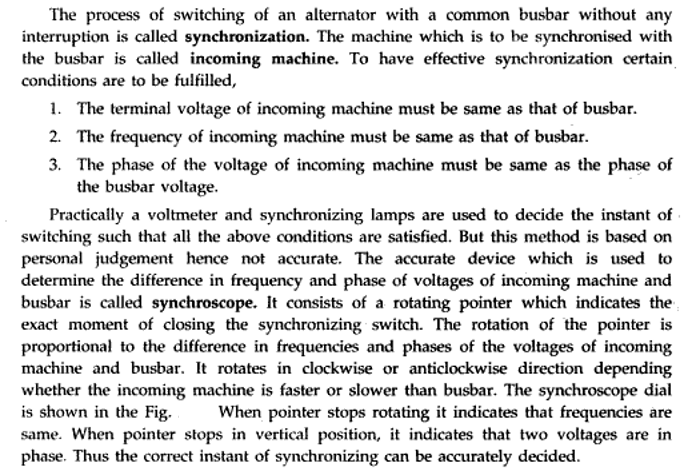 The process of switching of an alternator with a common busbar without any
interruption is called synchronization. The machine which is to be synchronised with
the busbar is called incoming machine. To have effective synchronization certain
conditions are to be fulfilled,
1. The terminal voltage of incoming machine must be same as that of busbar.
2. The frequency of incoming machine must be same as that of busbar.
3. The phase of the voltage of incoming machine must be same as the phase of
the busbar voltage.
Practically a voltmeter and synchronizing lamps are used to decide the instant of
switching such that all the above conditions are satisfied. But this method is based on
personal judgement hence not accurate. The accurate device which is used to
determine the difference in frequency and phase of voltages of incoming machine and
busbar is called synchroscope. It consists of a rotating pointer which indicates the
exact moment of closing the synchronizing switch. The rotation of the pointer is
proportional to the difference in frequencies and phases of the voltages of incoming
machine and busbar. It rotates in clockwise or anticlockwise direction depending
whether the incoming machine is faster or slower than busbar. The synchroscope dial
is shown in the Fig. When pointer stops rotating it indicates that frequencies are
same. When pointer stops in vertical position, it indicates that two voltages are in
phase. Thus the correct instant of synchronizing can be accurately decided.